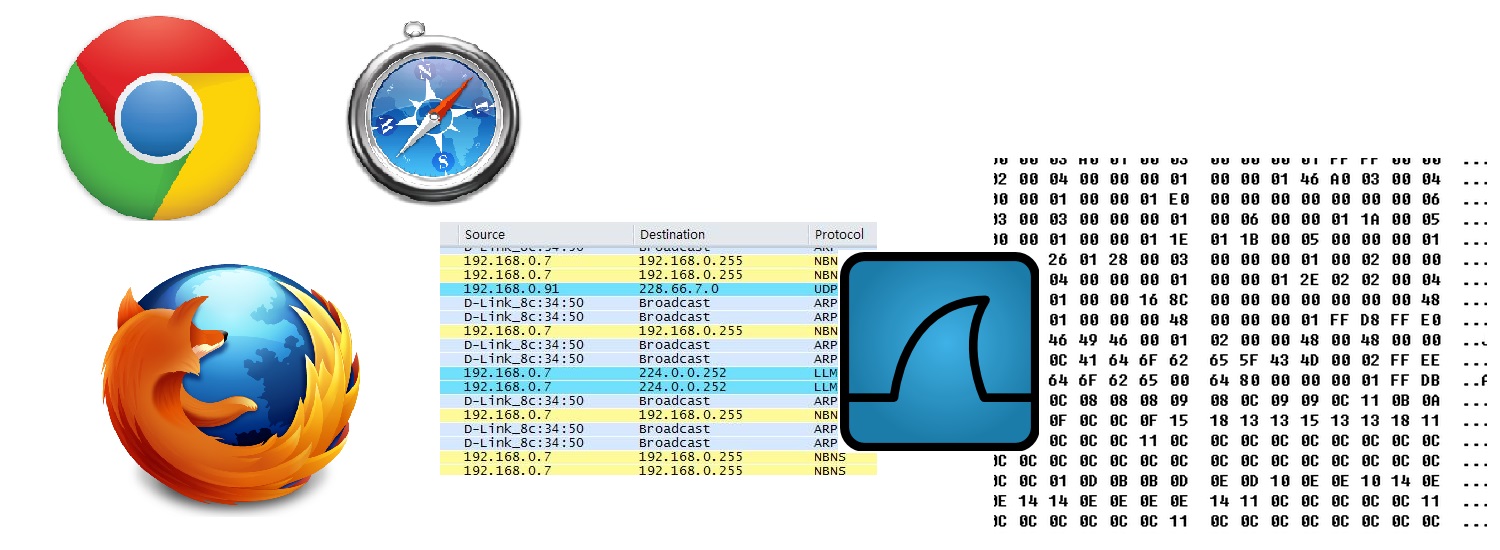 N
E
W
S
Source Destination Protocol
D-Link_8c:34:50 Broadcast ARP
192.168.0.7 192.168.0.255 NBN
192.168.0.7 192.168.0.255 NBN
192.168.0.91 228.66.7.0 UDP
D-Link_8c:34:50 Broadcast ARP
D-Link_8c:34:50 Broadcast ARP
192.168.0.7 192.168.0.255 NBN
D-Link_8c:34:50 Broadcast ARP
D-Link_8c:34:50 Broadcast ARP
192.168.0.7 224.0.0.252 LLM
192.168.0.7 224.0.0.252 LLM
D-Link_8c:34:50 Broadcast ARP
192.168.0.7 192.168.0.255 NBN
D-Link_8c:34:50 Broadcast ARP
D-Link_8c:34:50 Broadcast ARP
192.168.0.7 192.168.0.255 NBNS
192.168.0.7 192.168.0.255 NBNS
00 04 00 00 00 01 00 00 01 46 A0 03 00 04 ...
00 01 00 00 01 E0 00 00 00 00 00 00 00 06 ...
00 03 00 00 00 01 00 06 00 00 01 1A 00 05 ...
00 01 00 00 01 1E 01 1B 00 05 00 00 00 01 ...
26 01 28 00 03 00 00 00 01 00 02 00 00 ...
04 00 00 00 01 00 00 01 2E 02 02 00 04 ...
01 00 00 16 8C 00 00 00 00 00 00 00 48 ...
01 00 00 00 48 00 00 00 01 FF D8 FF E0 ...
46 49 46 00 01 02 00 00 48 00 48 00 00 ..
0C 41 64 6F 62 65 5F 43 4D 00 02 FF EE ...
64 6F 62 65 00 64 80 00 00 00 01 FF DB ..
0C 08 08 08 09 08 0C 09 09 0C 11 0B 0A ...
0F 0C 0C 0F 15 18 13 13 15 13 13 18 11 ...
0C 0C 0C 11 0C 0C 0C 0C 0C 0C 0C 0C 0C ...
0C 0C 0C 0C 0C 0C 0C 0C 0C 0C 0C 0C 0C 0C ...
0C 01 0D 0B 0B 0D 0E 0D 10 0E 0E 10 14 0E ...
14 14 0E 0E 0E 0E 14 11 0C 0C 0C 0C 0C 11 ...
0C 0C 0C 0C 0C 11 0C 0C 0C 0C 0C 0C 0C 0C ...